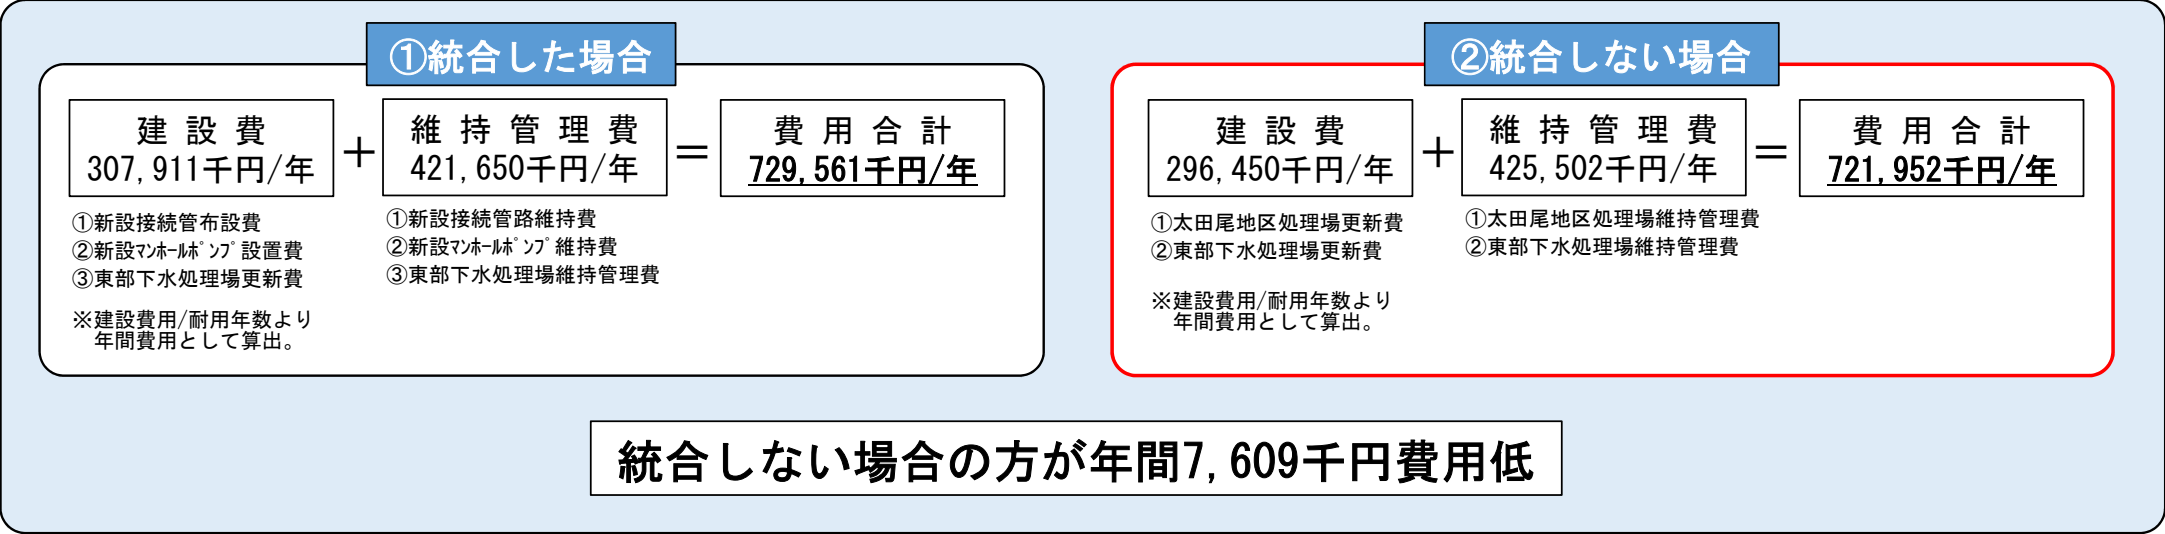 ①統合した場合
建設費
307,911千円/年
+
維持管理費
421,650千円/年
=
費用合計
729,561千円/年
①新設接続管布設費
②新設ﾏﾝﾎｰﾙﾎﾟﾝﾌﾟ設置費
③東部下水処理場更新費
※建設費用/耐用年数より
年間費用として算出。
①新設接続管路維持費
②新設ﾏﾝﾎｰﾙﾎﾟﾝﾌﾟ維持費
③東部下水処理場維持管理費
②統合しない場合
建設費
296,450千円/年
+
維持管理費
425,502千円/年
=
費用合計
721,952千円/年
①太田尾地区処理場更新費
②東部下水処理場更新費
※建設費用/耐用年数より
年間費用として算出。
①太田尾地区処理場維持管理費
②東部下水処理場維持管理費
統合しない場合の方が年間7,609千円費用低